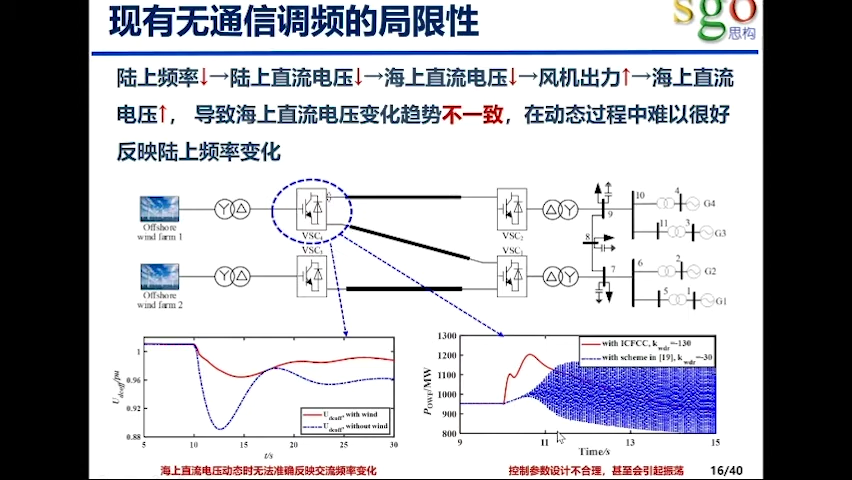 现有无通信调频的局限性
sgo
思构
陆上频率↓→陆上直流电压↓→海上直流电压↓→风机出力↑→海上直流
电压↑， 导致海上直流电压变化趋势不一致，在动态过程中难以很好
反映陆上频率变化
Offshore
wind farm 1
VSC4
VSC2
10
4
G4
9
11
3
G3
8
VSC3
VSC1
6
2
G2
7
5
1
G1
Offshore
wind farm 2
1
0.96
0.92
0.88
5
10
15
20
25
30
t/s
Udcoff/pu
Udcoff, with wind
Udcoff, without wind
海上直流电压动态时无法准确反映交流频率变化
1300
1200
1100
1000
900
800
9
11
13
15
Time/s
POWF/MW
with ICFCC, kwdr=-130
with scheme in [19], kwdr=-30
控制参数设计不合理，甚至会引起振荡
16/40